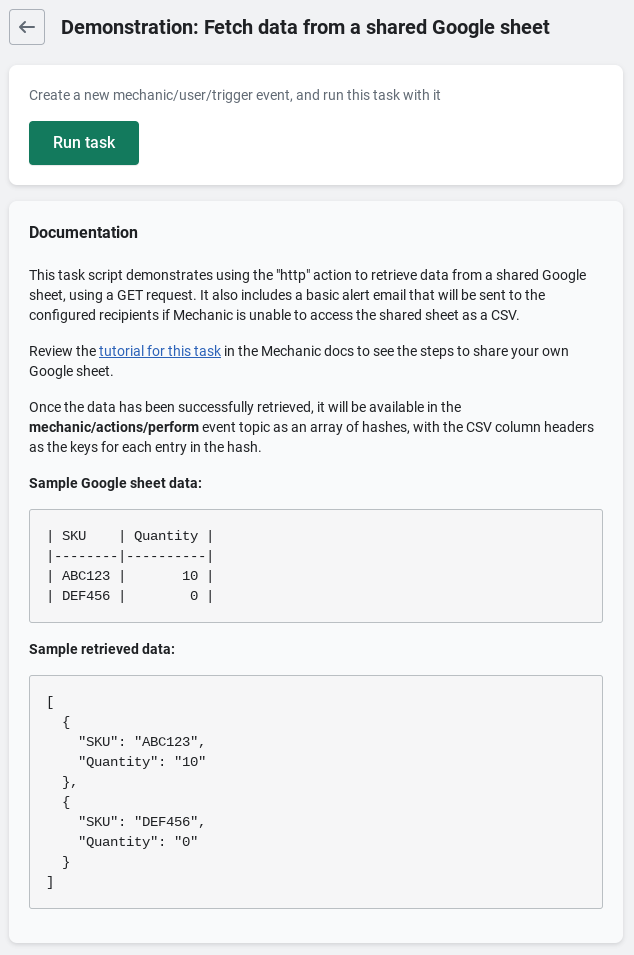 Demonstration: Fetch data from a shared Google sheet
Create a new mechanic/user/trigger event, and run this task with it
Run task
Documentation
This task script demonstrates using the "http" action to retrieve data from a shared Google
sheet, using a GET request. It also includes a basic alert email that will be sent to the
configured recipients if Mechanic is unable to access the shared sheet as a CSV.
Review the tutorial for this task in the Mechanic docs to see the steps to share your own
Google sheet.
Once the data has been successfully retrieved, it will be available in the
mechanic/actions/perform event topic as an array of hashes, with the CSV column headers
as the keys for each entry in the hash.
Sample Google sheet data:
| SKU    | Quantity |
|--------|----------|
| ABC123 |       10 |
| DEF456 |        0 |
Sample retrieved data:
[
  {
    "SKU": "ABC123",
    "Quantity": "10"
  },
  {
    "SKU": "DEF456",
    "Quantity": "0"
  }
]